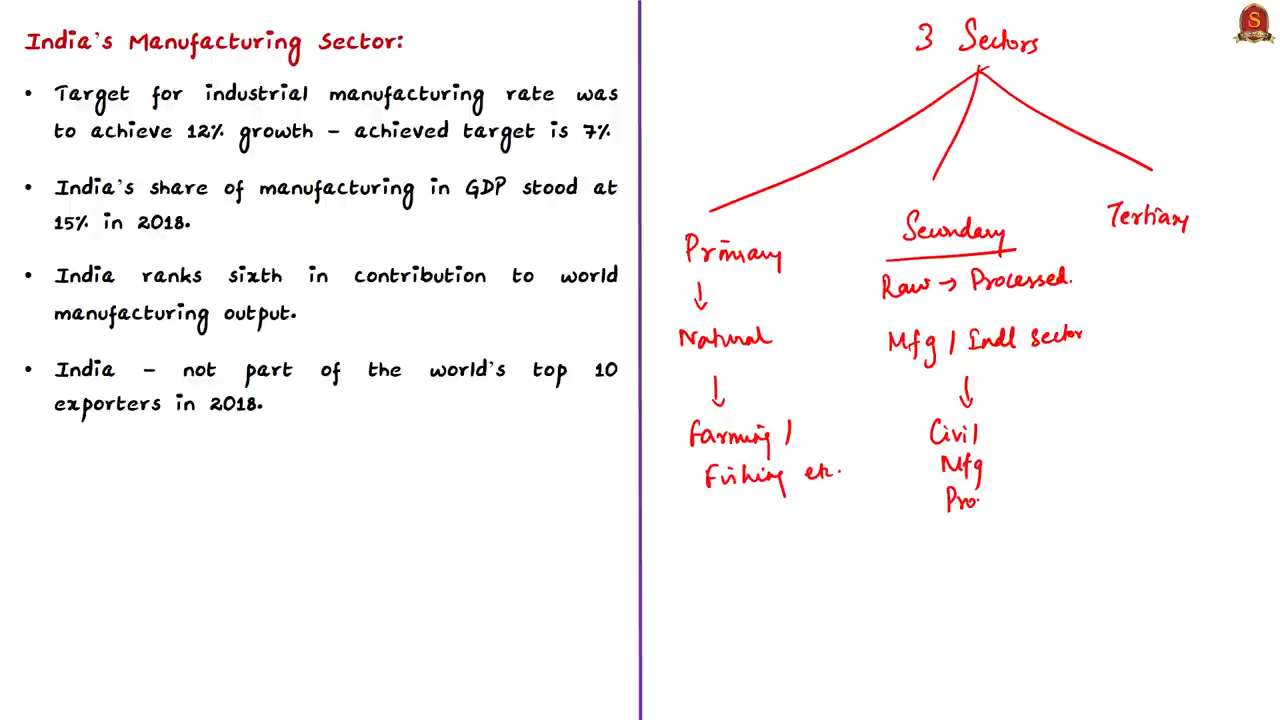 India's Manufacturing Sector:
• Target for industrial manufacturing rate was
to achieve 12% growth – achieved target is 7%
• India's share of manufacturing in GDP stood at
15% in 2018.
• India ranks sixth in contribution to world
manufacturing output.
• India – not part of the world's top 10
exporters in 2018.
3 Sectors
Primary
↓
Natural
↓
Farming /
Fishing etc.
Secondary
Raw → Processed.
Mfg / Indl Sector
↓
Civil
Mfg
Pro.
Tertiary
S